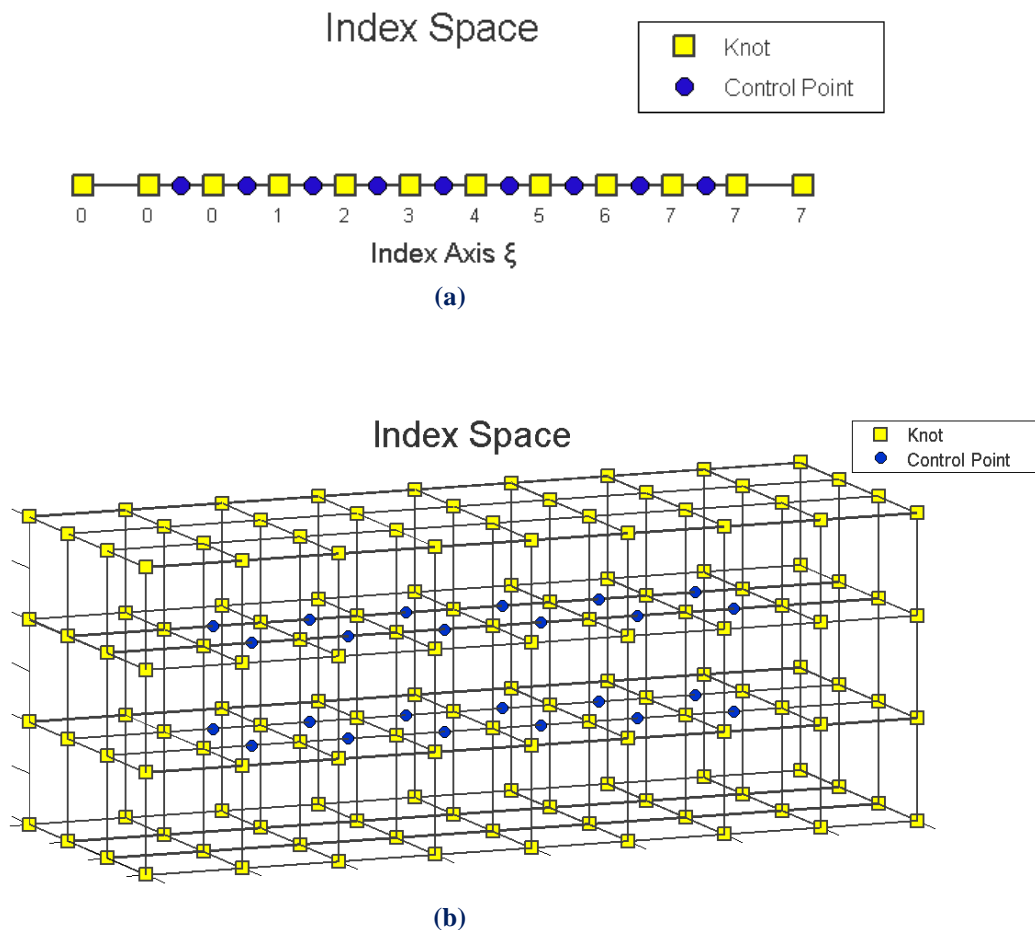 Index Space
Knot
Control Point
0 0 0 1 2 3 4 5 6 7 7 7
Index Axis ξ
(a)
Index Space
Knot
Control Point
(b)